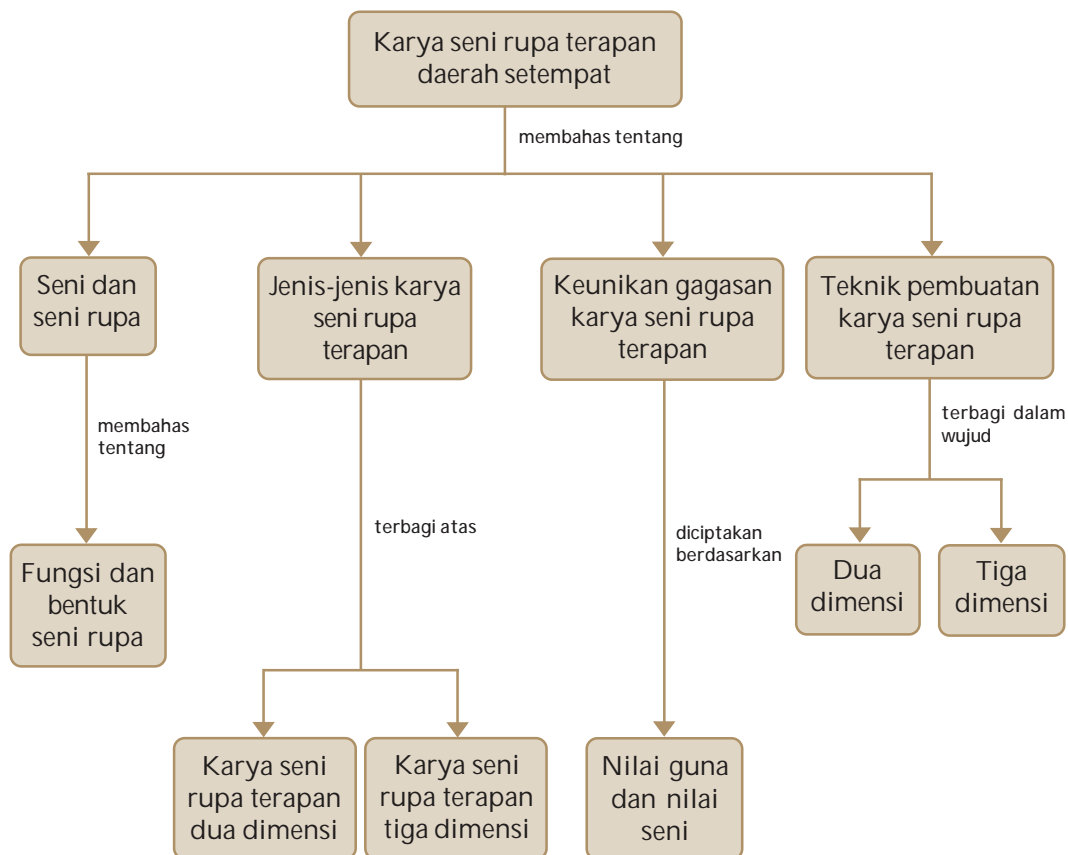 Karya seni rupa terapan
daerah setempat
membahas tentang
Seni dan
seni rupa
Jenis-jenis karya
seni rupa
terapan
Keunikan gagasan
karya seni rupa
terapan
Teknik pembuatan
karya seni rupa
terapan
membahas
tentang
terbagi atas
diciptakan
berdasarkan
terbagi dalam
wujud
Fungsi dan
bentuk
seni rupa
Dua
dimensi
Tiga
dimensi
Karya seni
rupa terapan
dua dimensi
Karya seni
rupa terapan
tiga dimensi
Nilai guna
dan nilai
seni